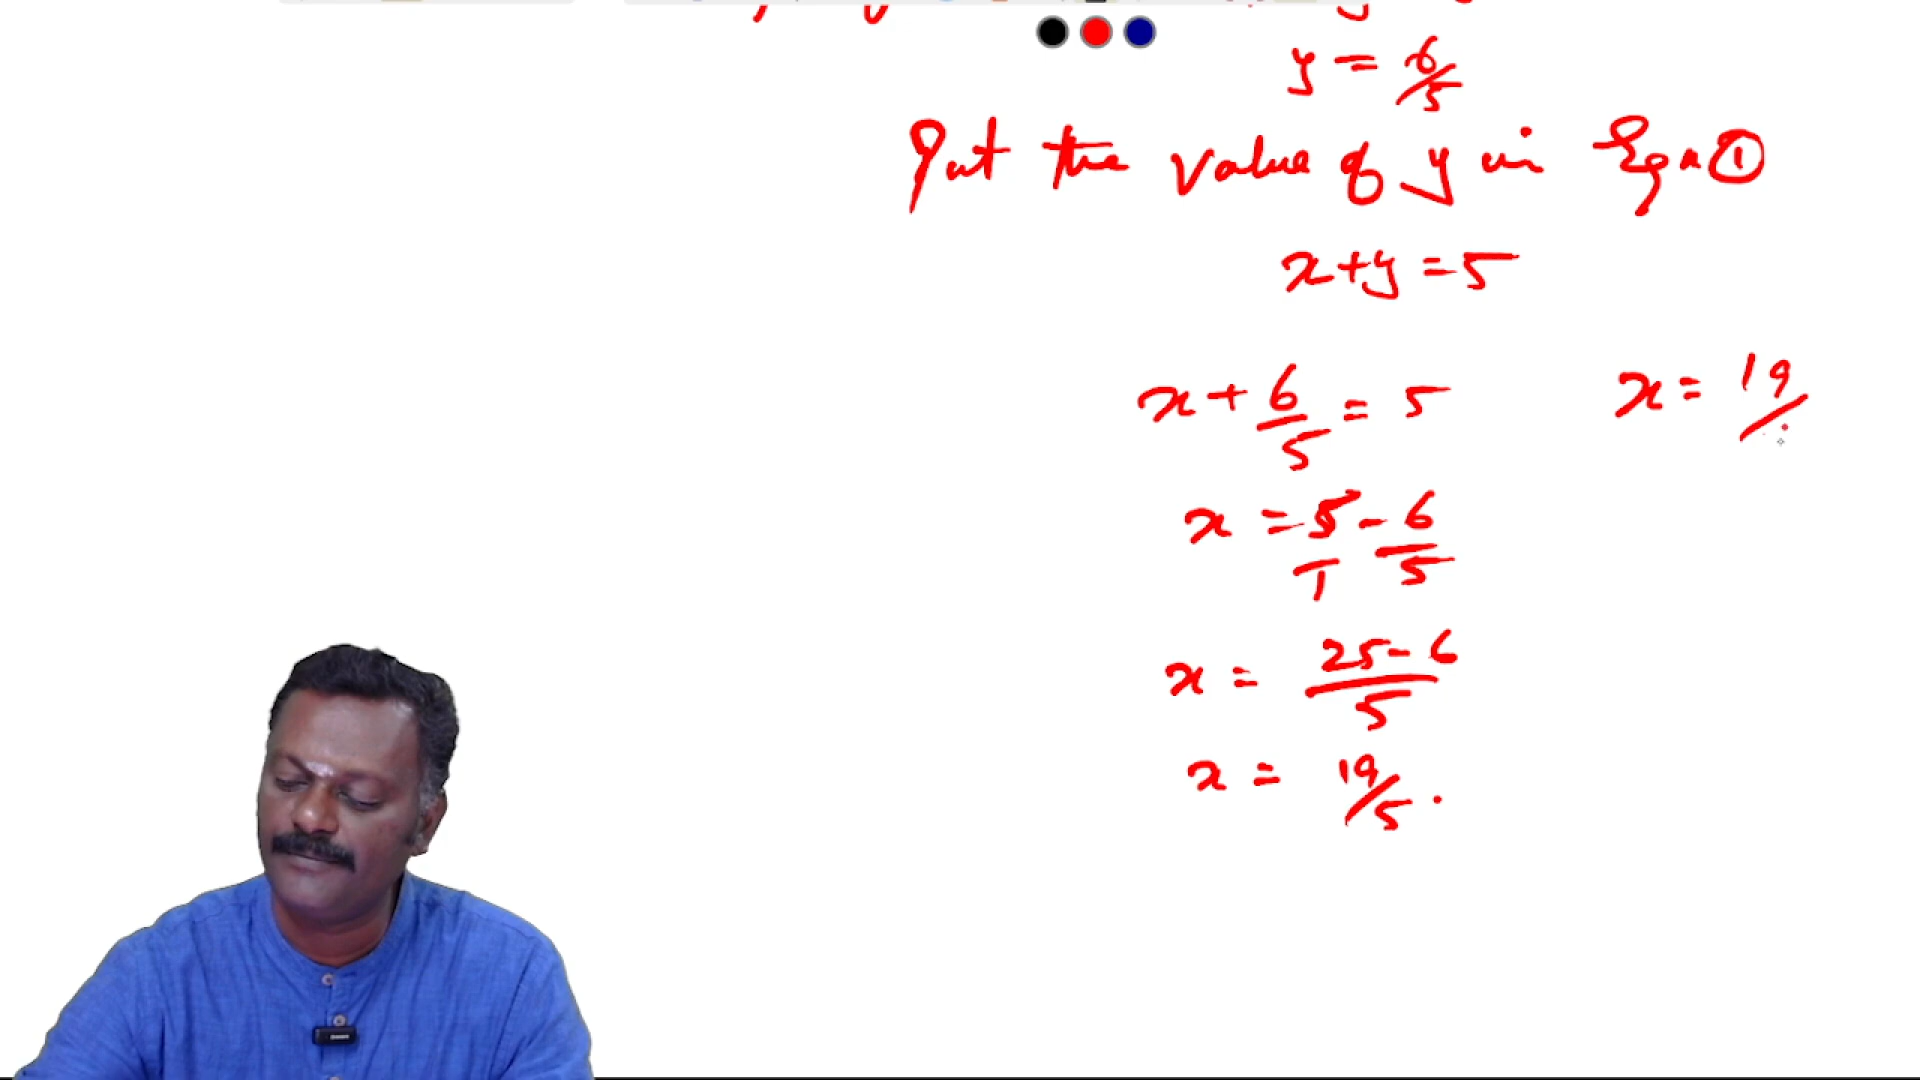 y = 6/5
Put the value of y in Eqn ①
x+y=5
x + 6/5 = 5
x = 5/1 - 6/5
x = 25-6/5
x = 19/5.
x = 19/